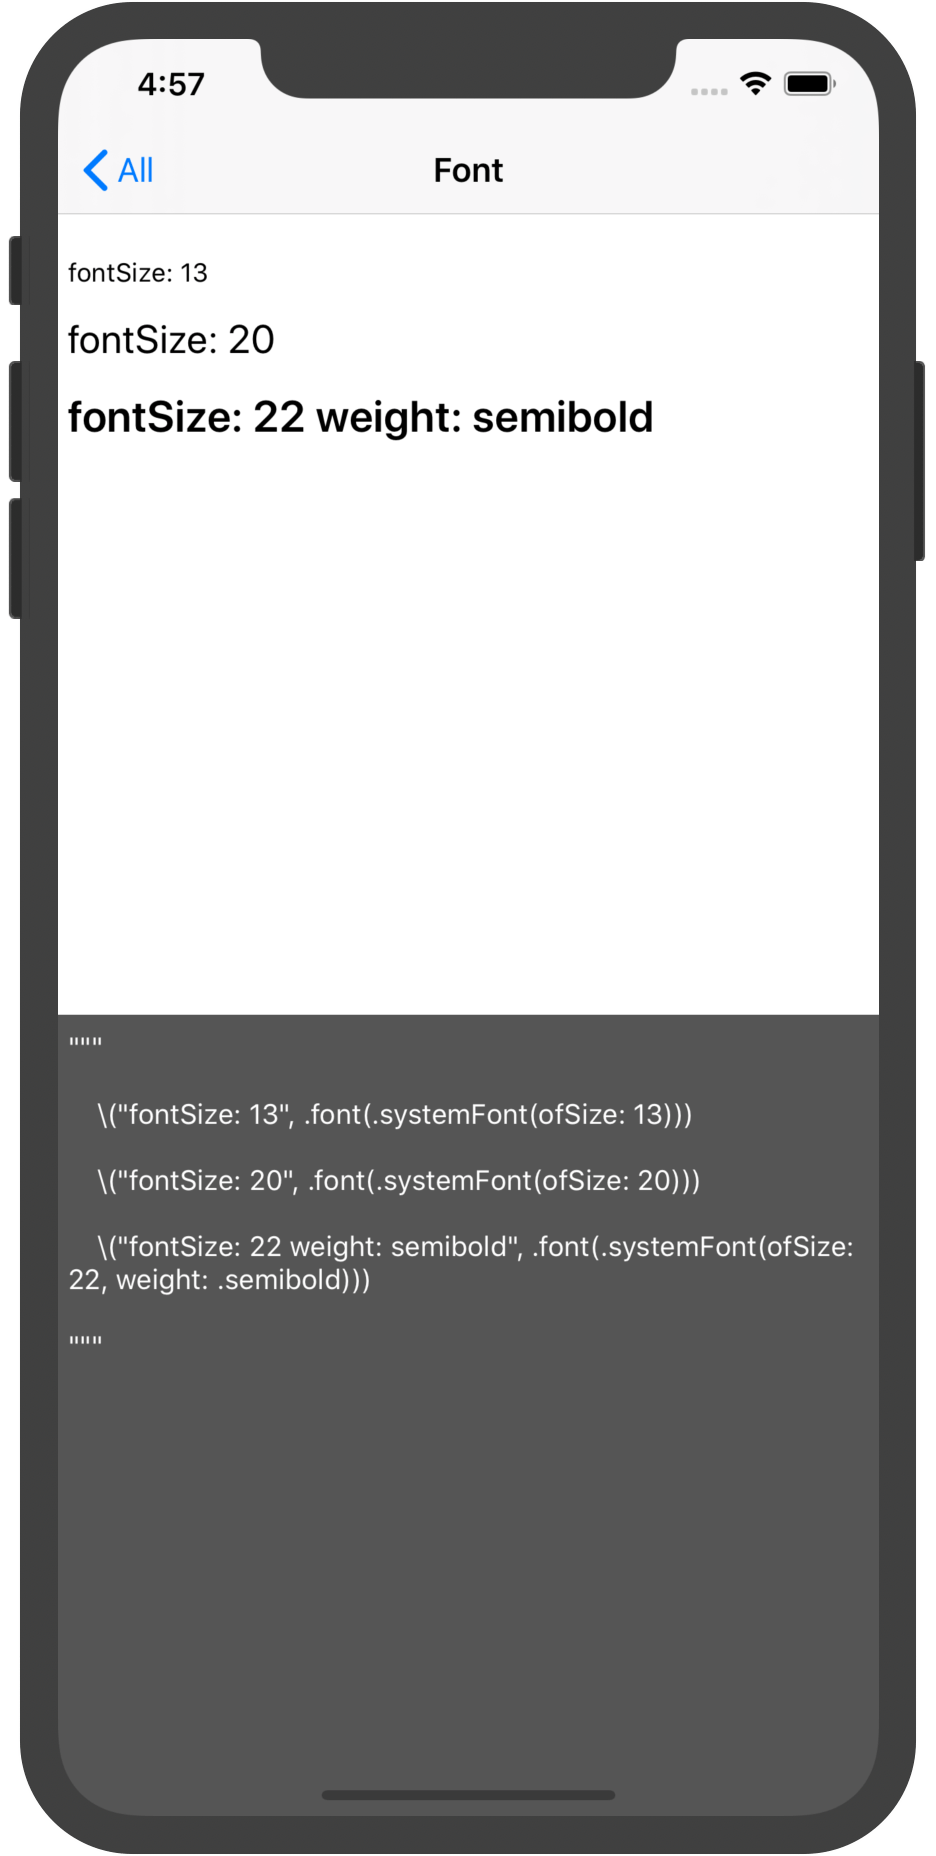 4:57
All
Font
fontSize: 13
fontSize: 20
fontSize: 22 weight: semibold
"""
\("fontSize: 13", .font(.systemFont(ofSize: 13)))
\("fontSize: 20", .font(.systemFont(ofSize: 20)))
\("fontSize: 22 weight: semibold", .font(.systemFont(ofSize:
22, weight: .semibold)))
"""